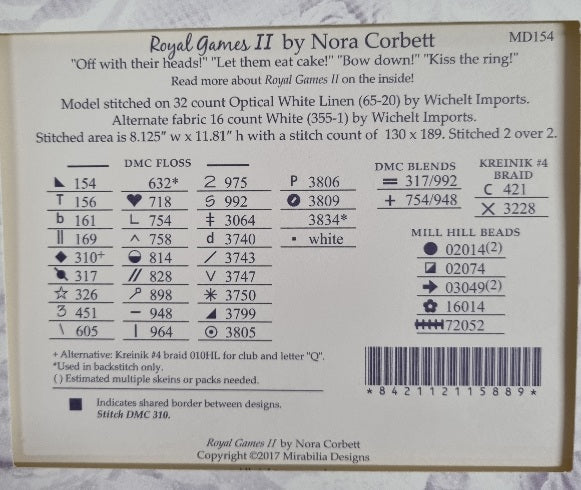 Royal Games II by Nora Corbett MD154
"Off with their heads!" "Let them eat cake!" "Bow down!" "Kiss the ring!"
Read more about Royal Games II on the inside!
Model stitched on 32 count Optical White Linen (65-20) by Wichelt Imports.
Alternate fabric 16 count White (355-1) by Wichelt Imports.
Stitched area is 8.125" w x 11.81" h with a stitch count of 130 x 189. Stitched 2 over 2.
DMC FLOSS
154
T 156
b 161
|| 169
◆ 310+
317
☆ 326
3 451
\ 605
632*
♥ 718
L 754
^ 758
814
// 828
898
– 948
| 964
2 975
S 992
‡ 3064
d 3740
/ 3743
V 3747
✳ 3750
3799
⊙ 3805
P 3806
3809
3834*
▪ white
DMC BLENDS
= 317/992
+ 754/948
KREINIK #4
BRAID
C 421
X 3228
MILL HILL BEADS
● 02014(2)
02074
➔ 03049(2)
✿ 16014
72052
+ Alternative: Kreinik #4 braid 010HL for club and letter "Q".
*Used in backstitch only.
( ) Estimated multiple skeins or packs needed.
■ Indicates shared border between designs.
Stitch DMC 310.
*842112115889*
Royal Games II by Nora Corbett
Copyright ©2017 Mirabilia Designs